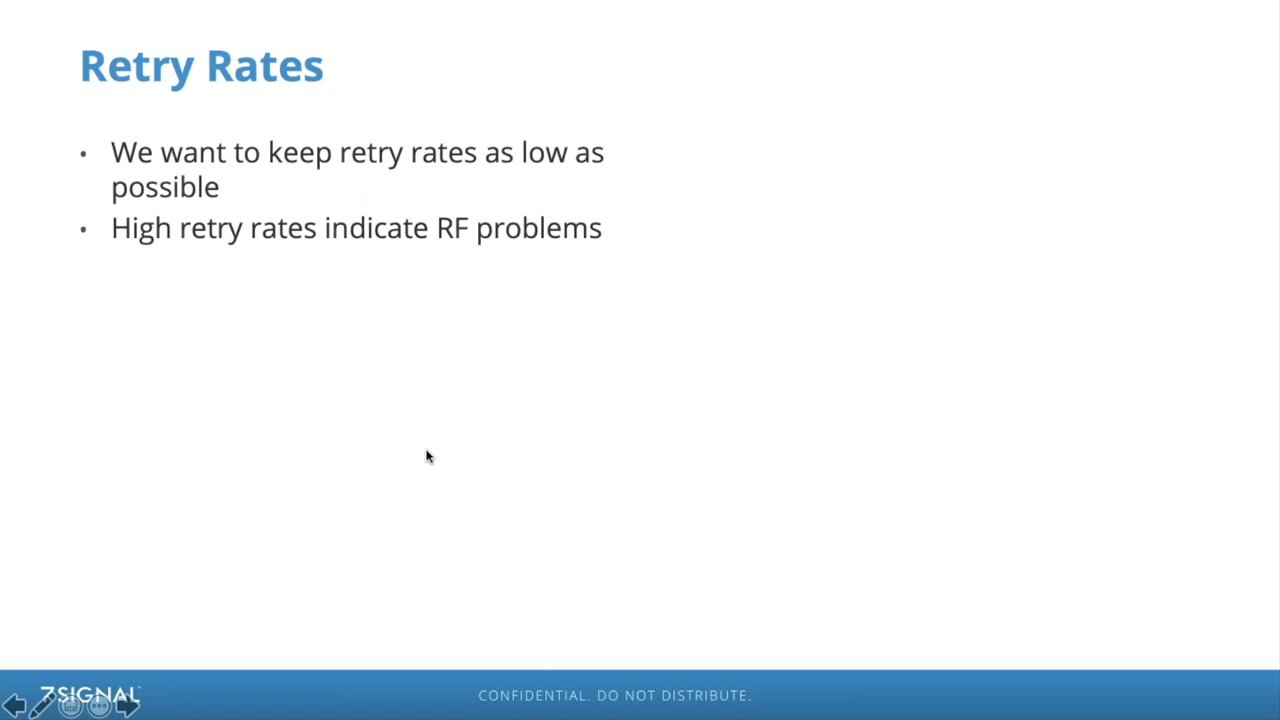 Retry Rates
• We want to keep retry rates as low as
possible
• High retry rates indicate RF problems
7SIGNAL
CONFIDENTIAL. DO NOT DISTRIBUTE.